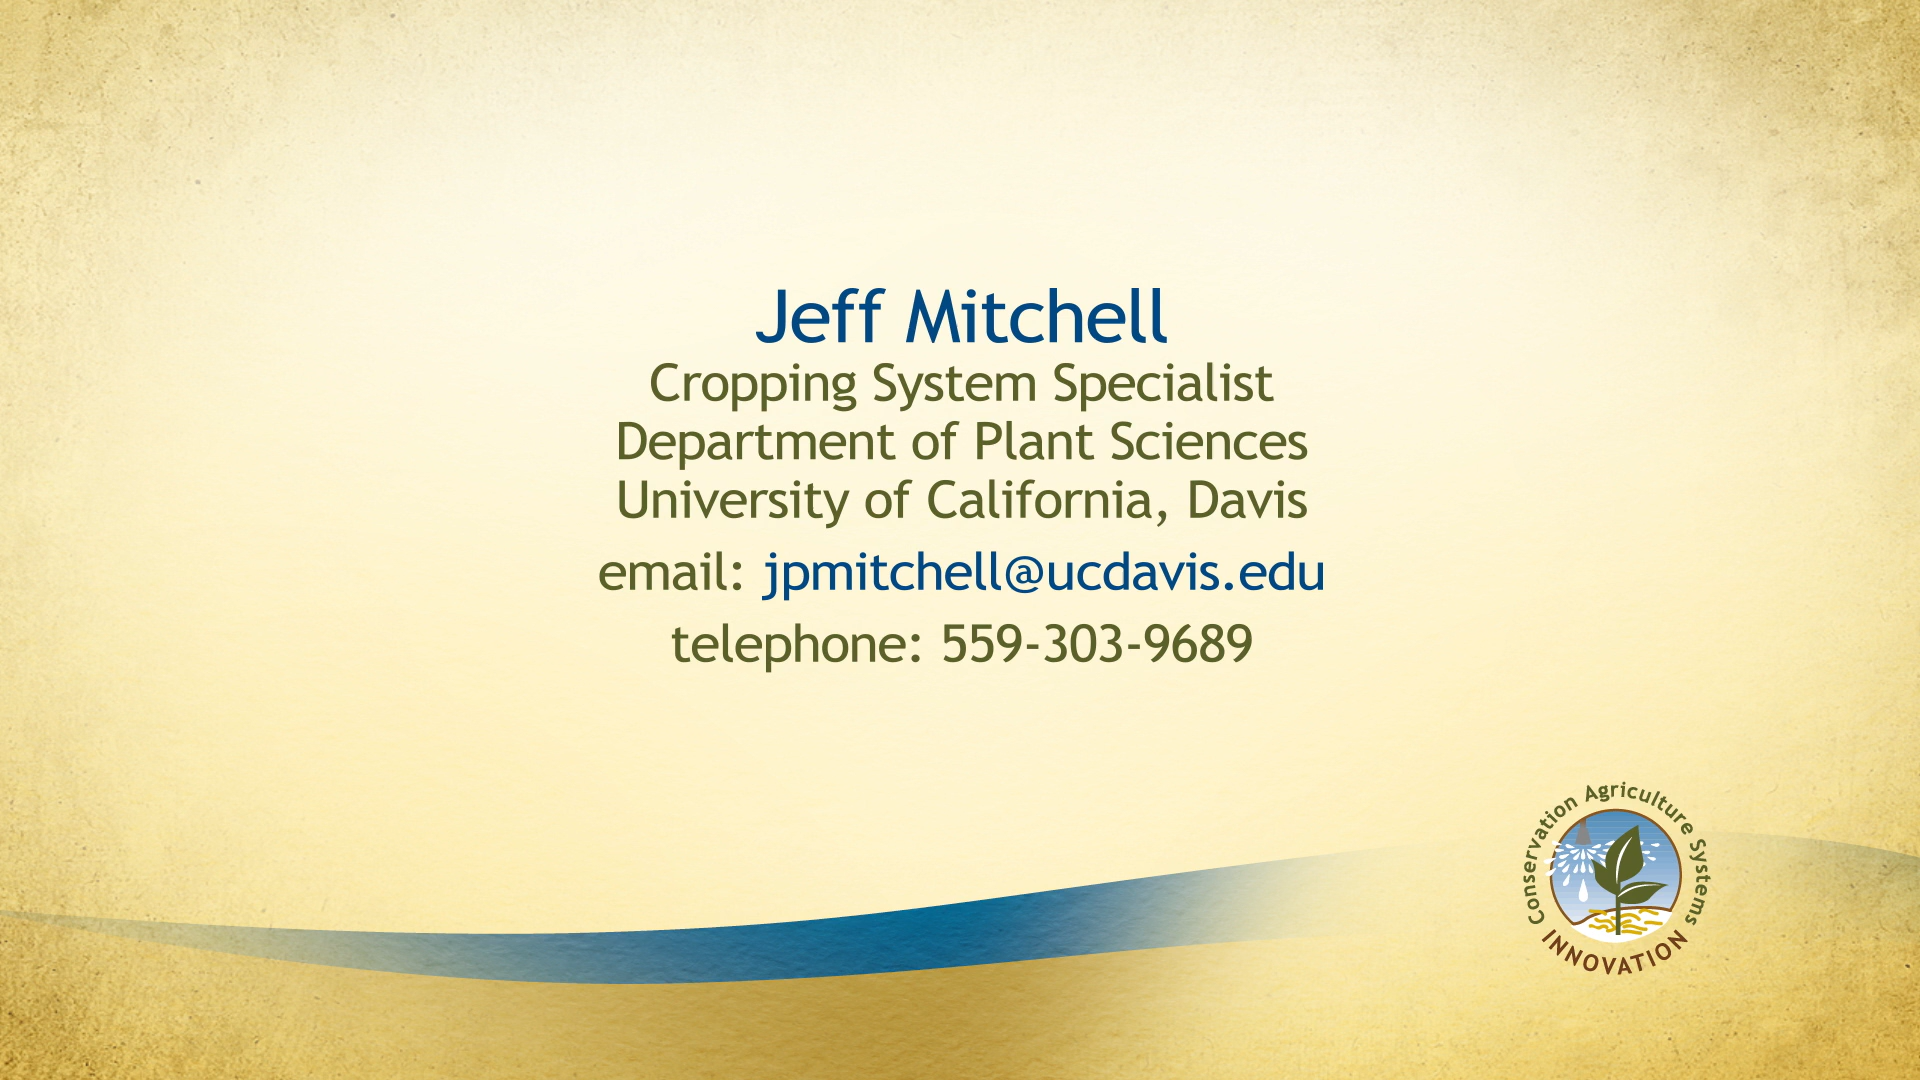 Jeff Mitchell
Cropping System Specialist
Department of Plant Sciences
University of California, Davis
email: jpmitchell@ucdavis.edu
telephone: 559-303-9689
Conservation Agriculture Systems
INNOVATION